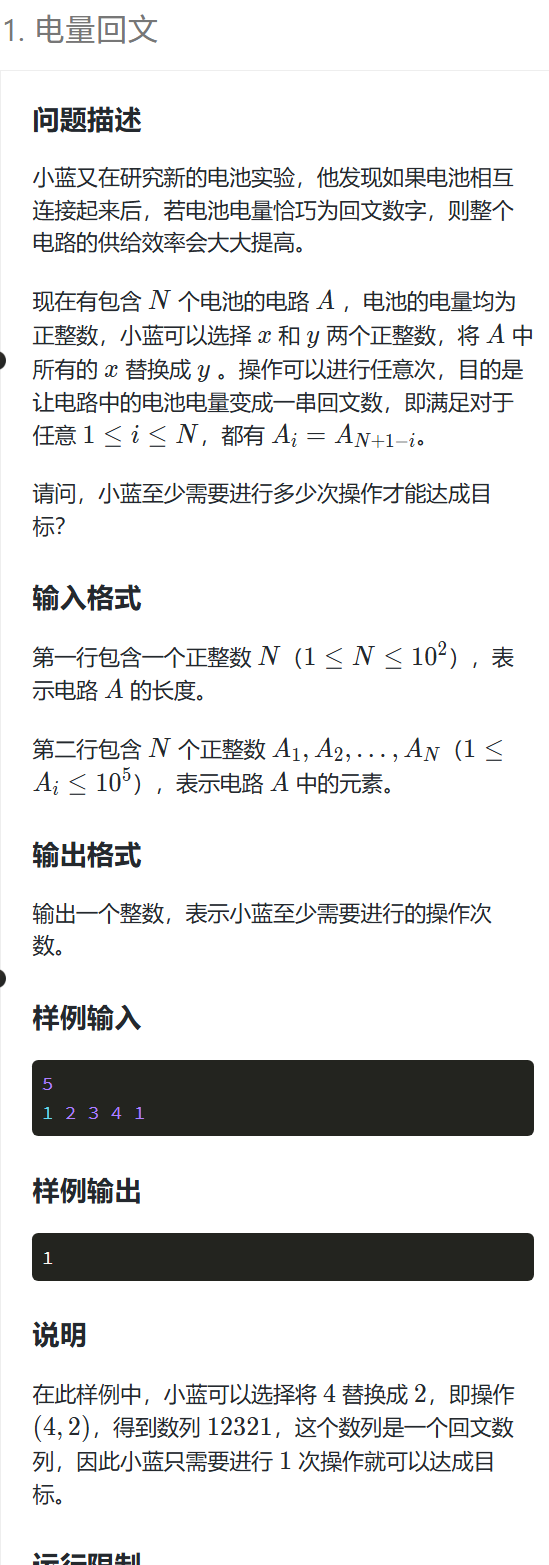 1. 电量回文
问题描述
小蓝又在研究新的电池实验，他发现如果电池相互
连接起来后，若电池电量恰巧为回文数字，则整个
电路的供给效率会大大提高。
现在有包含 N 个电池的电路 A ，电池的电量均为
正整数，小蓝可以选择 x 和 y 两个正整数，将 A 中
所有的 x 替换成 y 。操作可以进行任意次，目的是
让电路中的电池电量变成一串回文数，即满足对于
任意 1 ≤ i ≤ N，都有 A_i = A_{N+1−i}。
请问，小蓝至少需要进行多少次操作才能达成目
标？
输入格式
第一行包含一个正整数 N（1 ≤ N ≤ 10^2），表
示电路 A 的长度。
第二行包含 N 个正整数 A_1, A_2, …, A_N（1 ≤
A_i ≤ 10^5），表示电路 A 中的元素。
输出格式
输出一个整数，表示小蓝至少需要进行的操作次
数。
样例输入
5
1 2 3 4 1
样例输出
1
说明
在此样例中，小蓝可以选择将 4 替换成 2，即操作
(4, 2)，得到数列 12321，这个数列是一个回文数
列，因此小蓝只需要进行 1 次操作就可以达成目
标。
运行限制